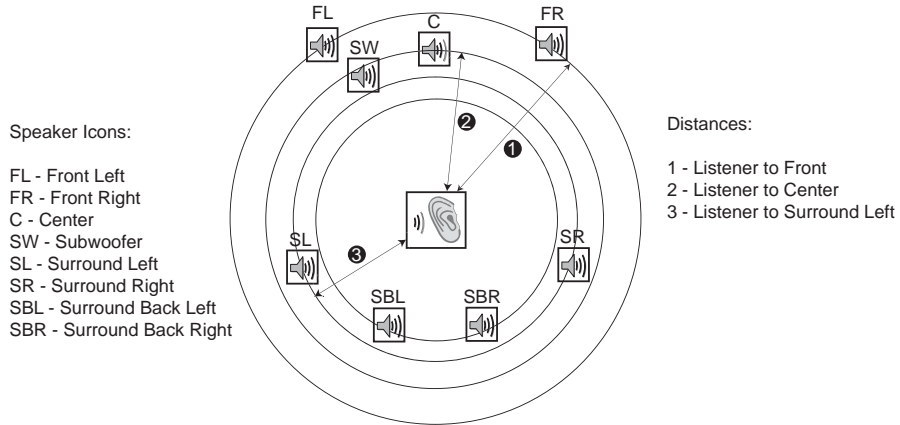 FL
FR
C
SW
2
1
Speaker Icons:
FL - Front Left
FR - Front Right
C - Center
SW - Subwoofer
SL - Surround Left
SR - Surround Right
SBL - Surround Back Left
SBR - Surround Back Right
Distances:
1 - Listener to Front
2 - Listener to Center
3 - Listener to Surround Left
SL
3
SR
SBL
SBR